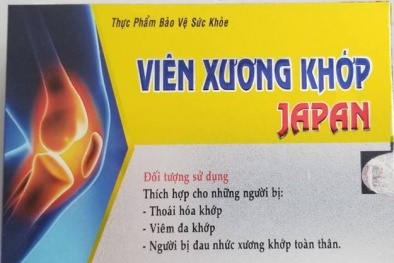 Thực Phẩm Bảo Vệ Sức Khỏe
VIÊN XƯƠNG KHỚP
JAPAN
Đối tượng sử dụng
Thích hợp cho những người bị:
- Thoái hóa khớp
- Viêm đa khớp
- Người bị đau nhức xương khớp toàn thân.